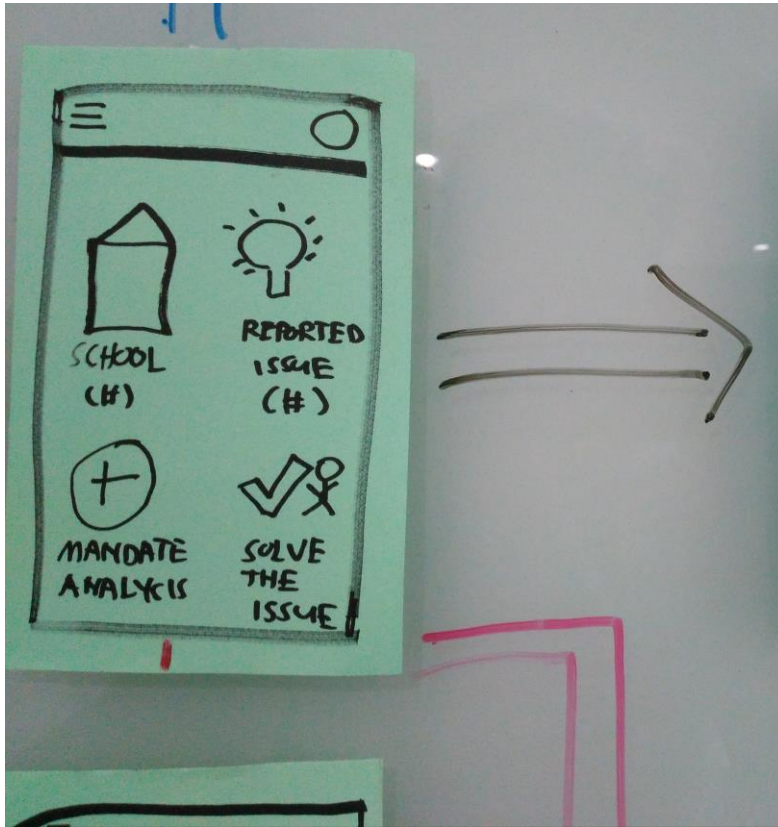 SCHOOL
(#)
REPORTED
ISSUE
(#)
MANDATE
ANALYSIS
SOLVE
THE
ISSUE